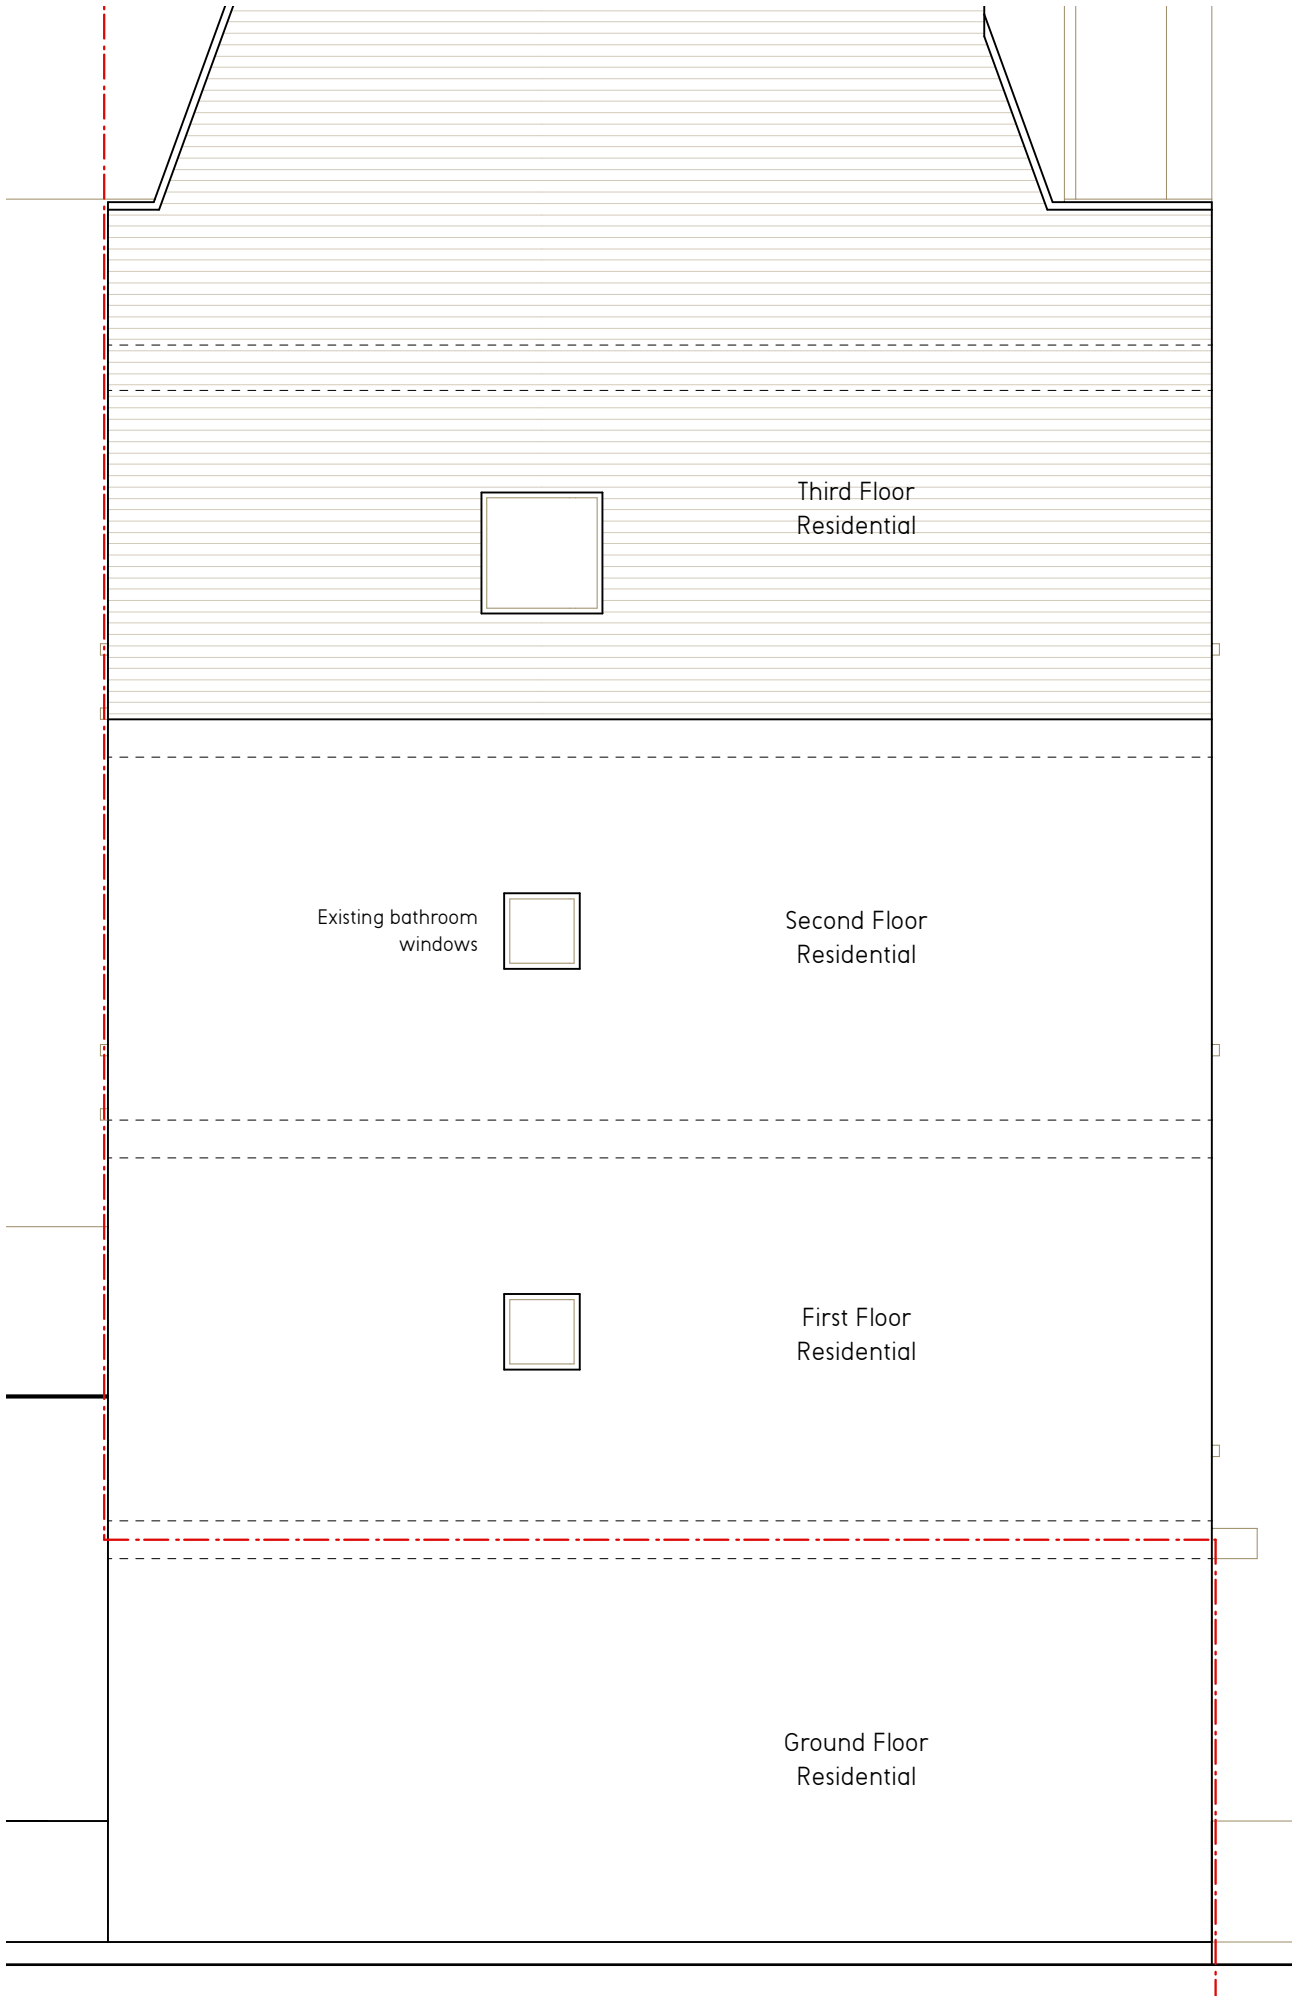 Third Floor
Residential
Existing bathroom
windows
Second Floor
Residential
First Floor
Residential
Ground Floor
Residential